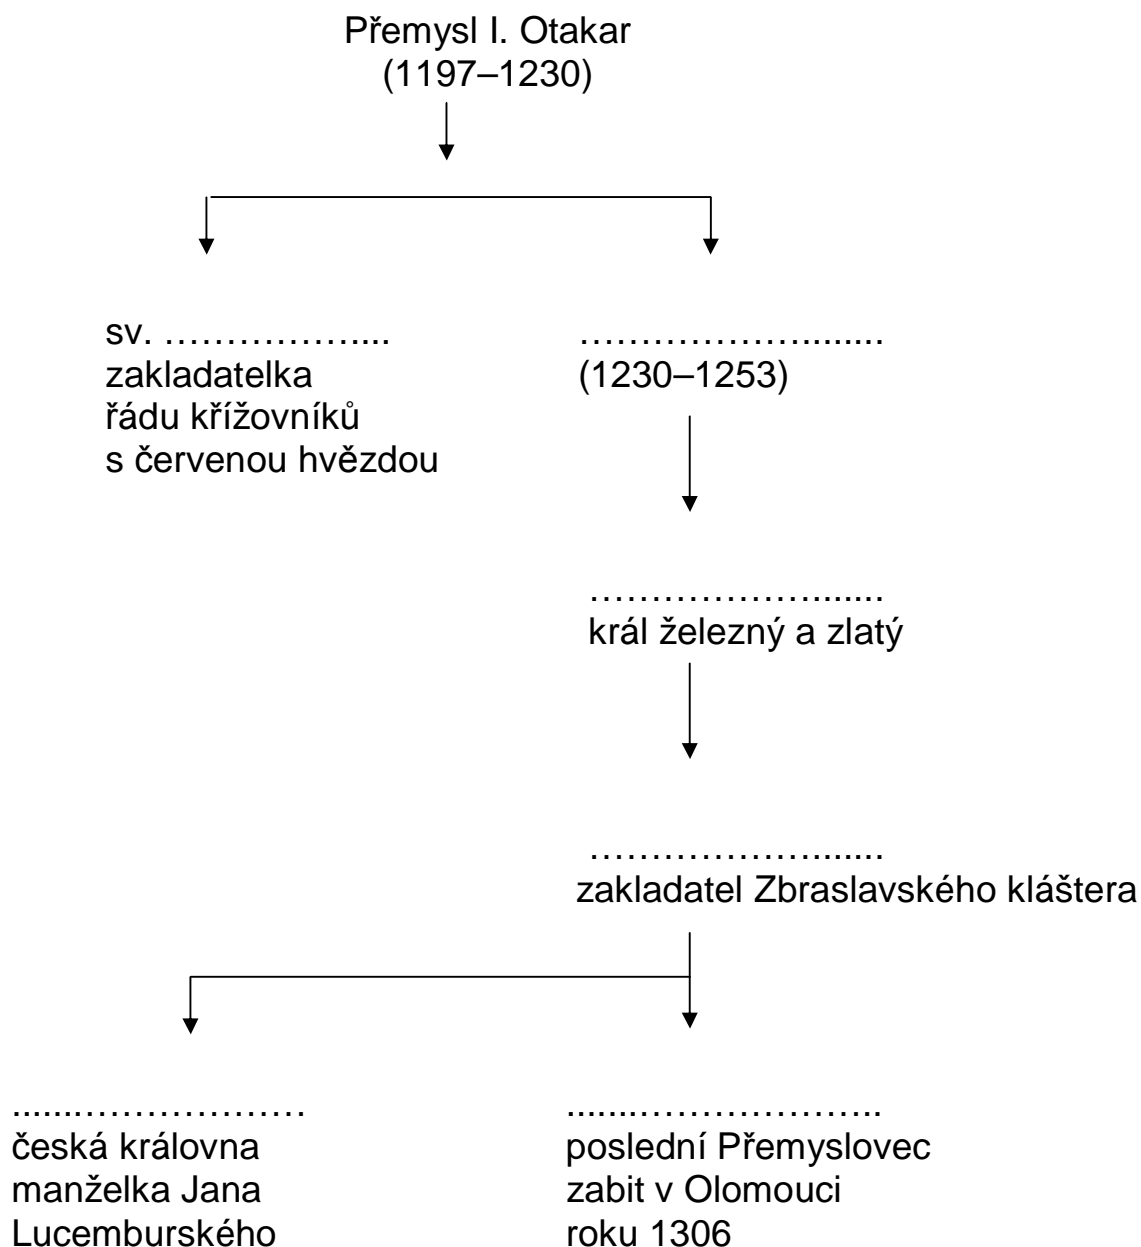 Přemysl I. Otakar
(1197–1230)
sv. ……………....
zakladatelka
řádu křížovníků
s červenou hvězdou
…………………........
(1230–1253)
………………….......
král železný a zlatý
………………….......
zakladatel Zbraslavského kláštera
.......………………
česká královna
manželka Jana
Lucemburského
.......…………………..
poslední Přemyslovec
zabit v Olomouci
roku 1306